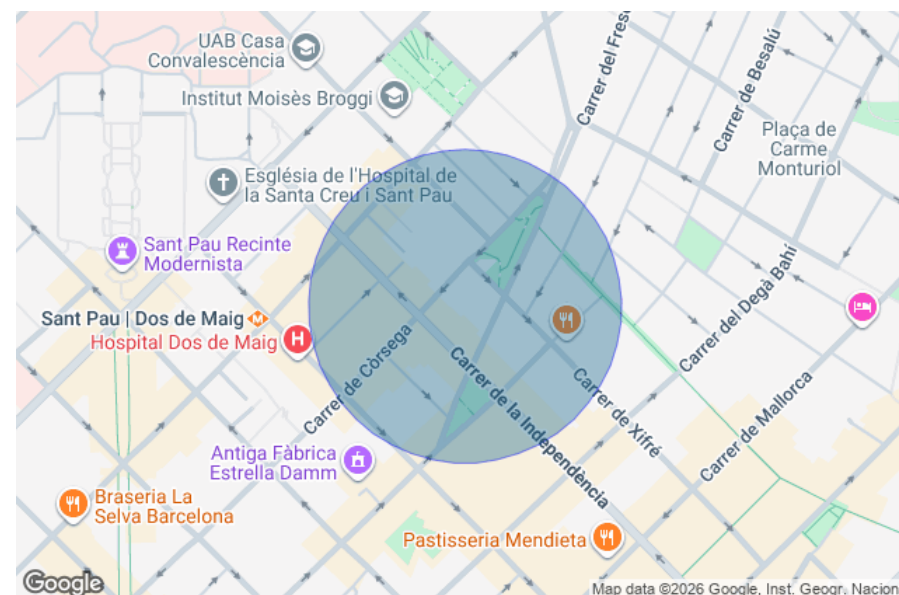 UAB Casa
Convalescència
Institut Moisès Broggi
Carrer del Fres
Carrer de Besalú
Plaça de
Carme
Monturiol
Església de l'Hospital de
la Santa Creu i Sant Pau
Sant Pau Recinte
Modernista
Sant Pau | Dos de Maig
M
H
Hospital Dos de Maig
Carrer de Còrsega
Carrer del Degà Bahí
Carrer de la Independència
Carrer de Xifré
Carrer de Mallorca
Antiga Fàbrica
Estrella Damm
Braseria La
Selva Barcelona
Pastisseria Mendieta
Google
Map data ©2026 Google, Inst. Geogr. Nacion